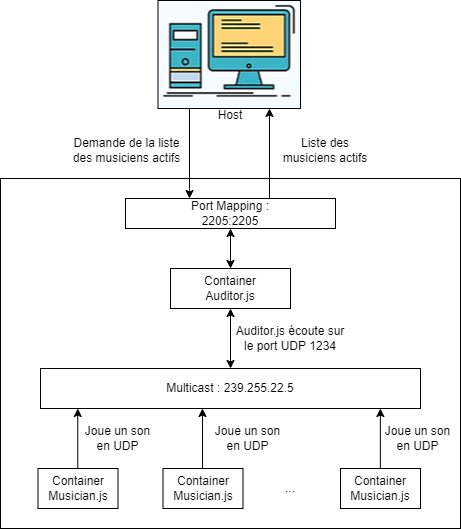 Host
Demande de la liste
des musiciens actifs
Liste des
musiciens actifs
Port Mapping :
2205:2205
Container
Auditor.js
Auditor.js écoute sur
le port UDP 1234
Multicast : 239.255.22.5
Joue un son
en UDP
Joue un son
en UDP
Joue un son
en UDP
Container
Musician.js
Container
Musician.js
...
Container
Musician.js